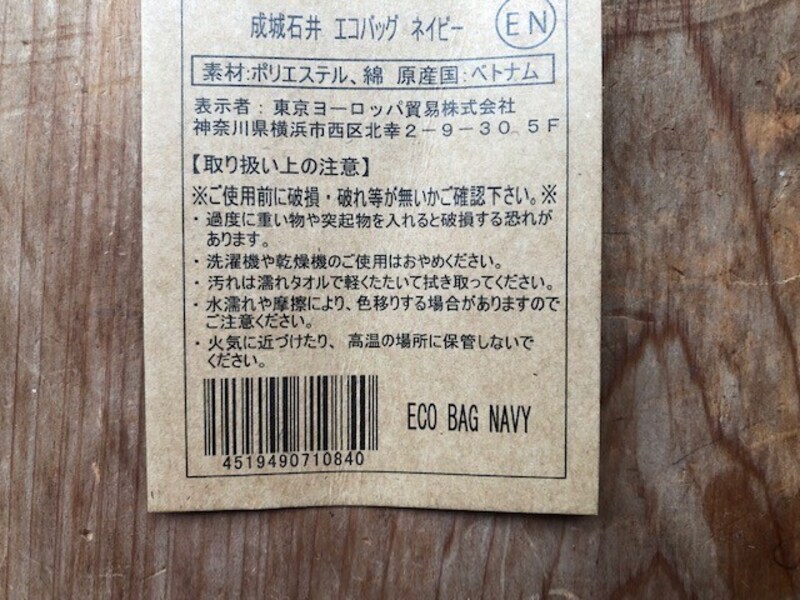 成城石井 エコバッグ ネイビー
EN
素材:ポリエステル、綿 原産国:ベトナム
表示者:東京ヨーロッパ貿易株式会社
神奈川県横浜市西区北幸2-9-30 5F
【取り扱い上の注意】
※ご使用前に破損・破れ等が無いかご確認下さい。※
・過度に重い物や突起物を入れると破損する恐れが
あります。
・洗濯機や乾燥機のご使用はおやめください。
・汚れは濡れタオルで軽くたたいて拭き取ってください。
・水濡れや摩擦により、色移りする場合がありますので
ご注意ください。
・火気に近づけたり、高温の場所に保管しないで
ください。
ECO BAG NAVY
4519490710840